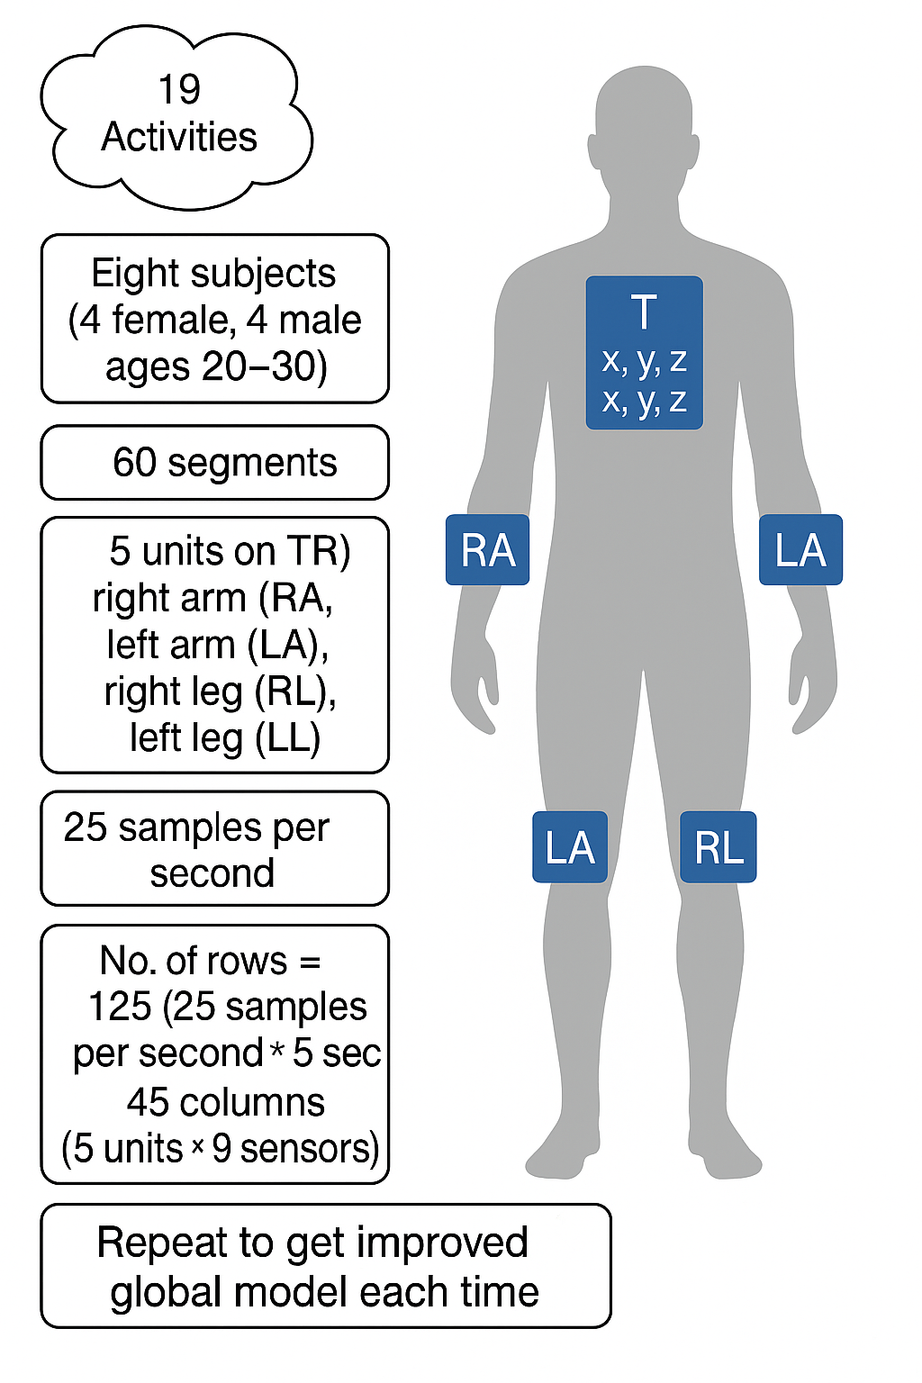 19
Activities
Eight subjects
(4 female, 4 male
ages 20–30)
60 segments
5 units on TR)
right arm (RA,
left arm (LA),
right leg (RL),
left leg (LL)
25 samples per
second
No. of rows =
125 (25 samples
per second * 5 sec
45 columns
(5 units × 9 sensors)
Repeat to get improved
global model each time
T
x, y, z
x, y, z
RA
LA
LA
RL